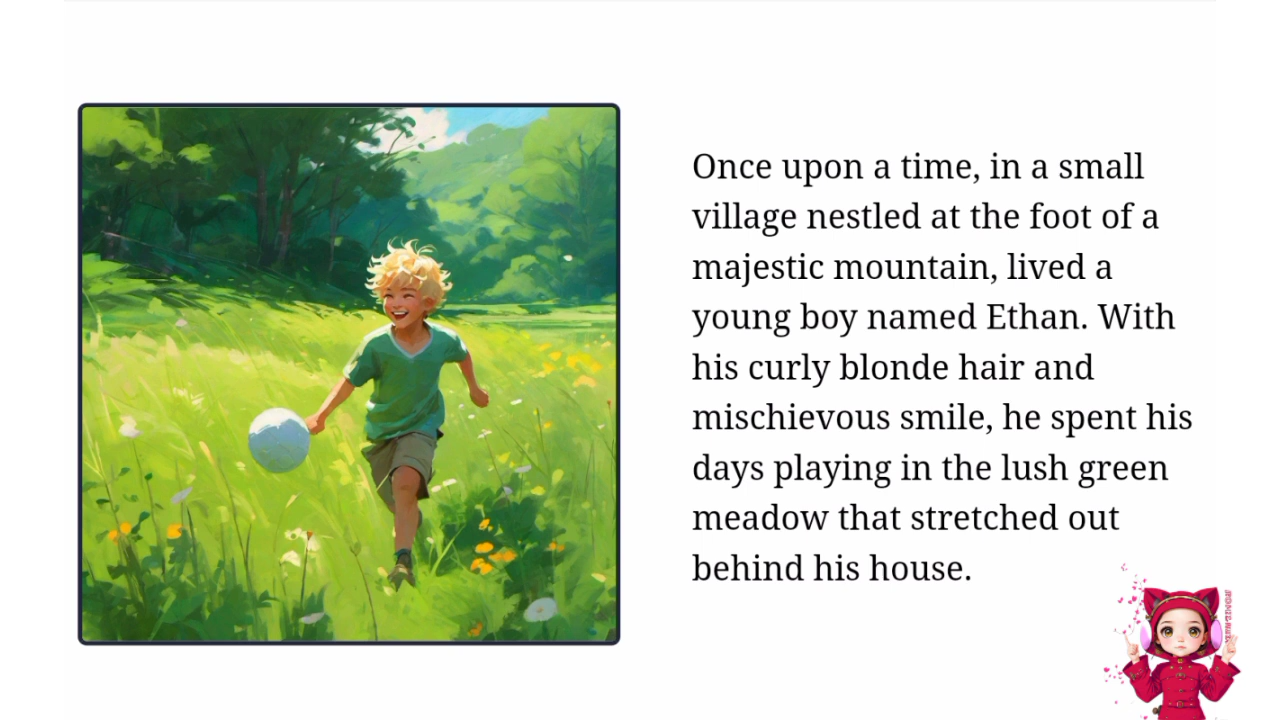 Once upon a time, in a small
village nestled at the foot of a
majestic mountain, lived a
young boy named Ethan. With
his curly blonde hair and
mischievous smile, he spent his
days playing in the lush green
meadow that stretched out
behind his house.